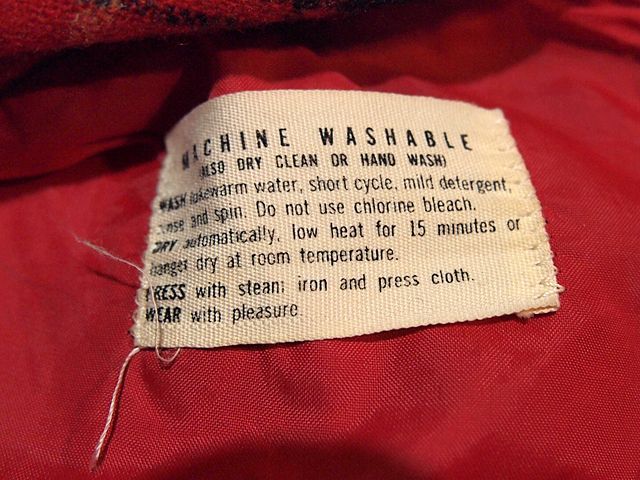 MACHINE WASHABLE
(ALSO DRY CLEAN OR HAND WASH)
WASH lukewarm water, short cycle, mild detergent,
rinse and spin. Do not use chlorine bleach.
DRY automatically, low heat for 15 minutes or
hanger dry at room temperature.
PRESS with steam iron and press cloth.
WEAR with pleasure